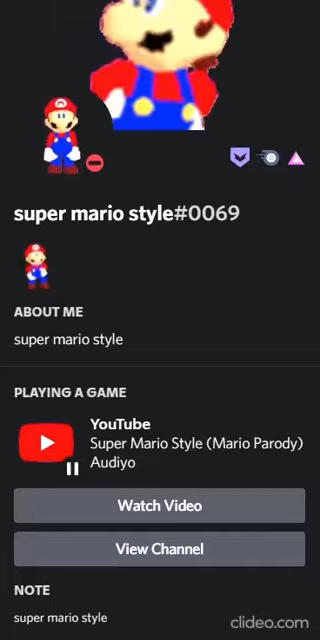 super mario style#0069
ABOUT ME
super mario style
PLAYING A GAME
YouTube
Super Mario Style (Mario Parody)
Audiyo
Watch Video
View Channel
NOTE
super mario style
clideo.com